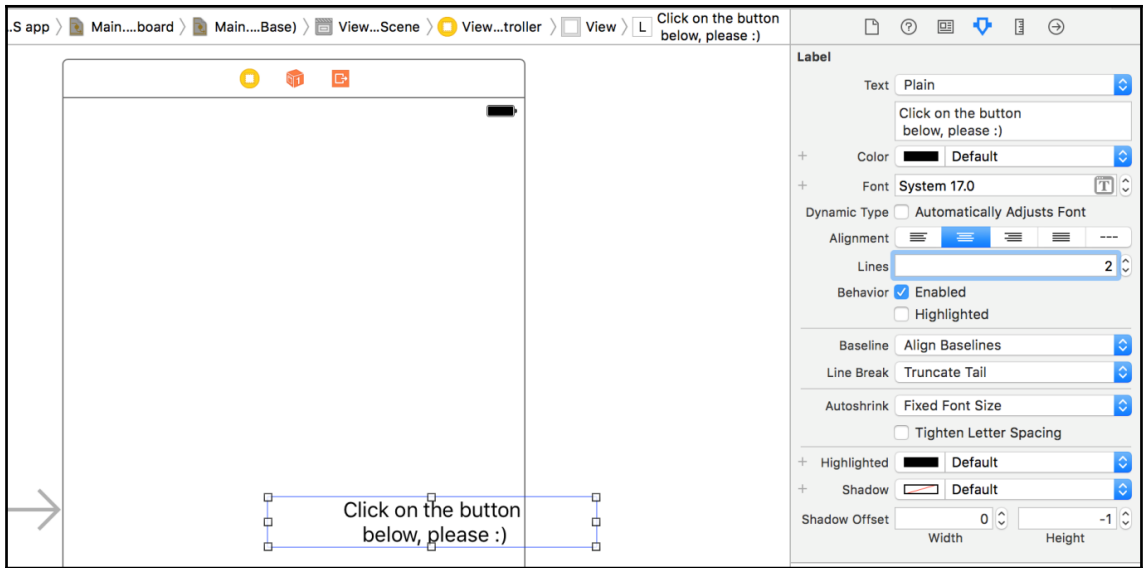 .S app 〉 Main....board 〉 Main....Base) 〉 View...Scene 〉 View...troller 〉 View 〉 L Click on the button
below, please :)
Label
Text Plain
Click on the button
below, please :)
+ Color Default
+ Font System 17.0 T
Dynamic Type Automatically Adjusts Font
Alignment ---
Lines 2
Behavior Enabled
Highlighted
Baseline Align Baselines
Line Break Truncate Tail
Autoshrink Fixed Font Size
Tighten Letter Spacing
+ Highlighted Default
+ Shadow Default
Shadow Offset 0 -1
Width Height
Click on the button
below, please :)